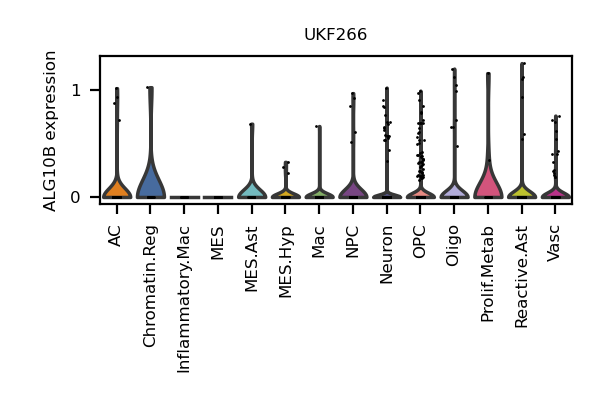 UKF266
ALG10B expression
1
0
AC
Chromatin.Reg
Inflammatory.Mac
MES
MES.Ast
MES.Hyp
Mac
NPC
Neuron
OPC
Oligo
Prolif.Metab
Reactive.Ast
Vasc